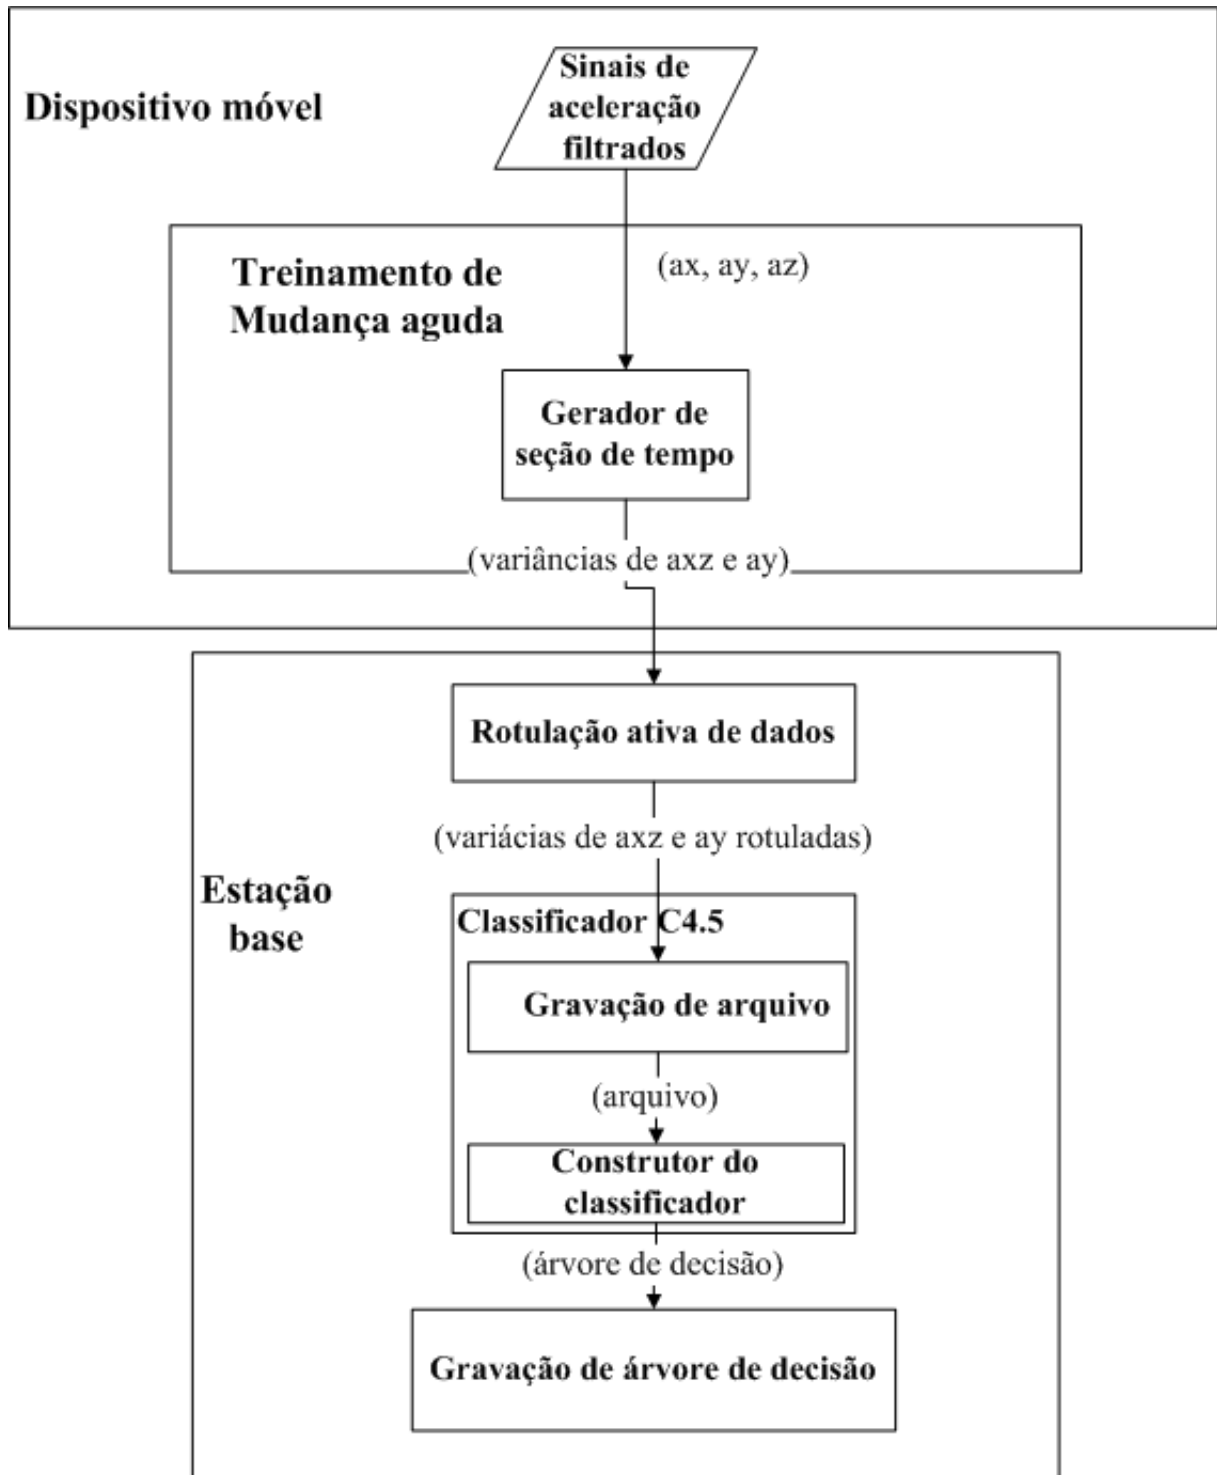 Sinais de
aceleração
filtrados
Dispositivo móvel
(ax, ay, az)
Treinamento de
Mudança aguda
Gerador de
seção de tempo
(variâncias de axz e ay)
Rotulação ativa de dados
(variácias de axz e ay rotuladas)
Estação
base
Classificador C4.5
Gravação de arquivo
(arquivo)
Construtor do
classificador
(árvore de decisão)
Gravação de árvore de decisão